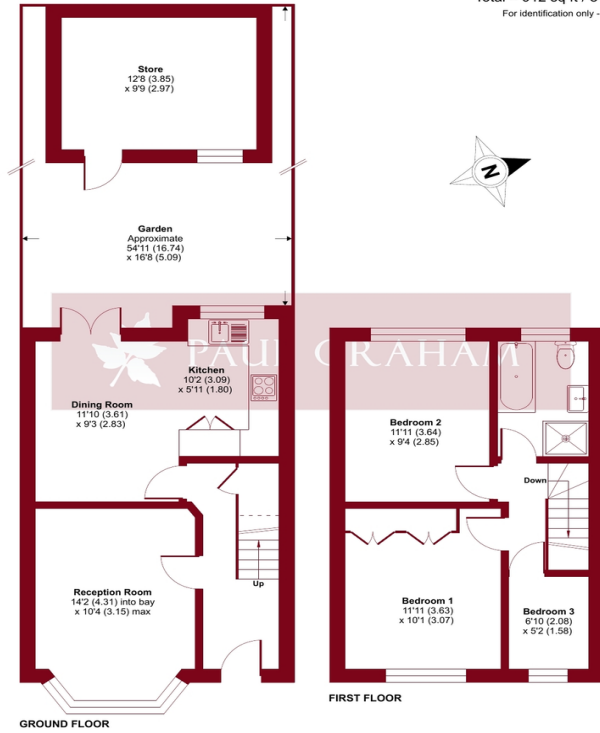 For identification only -
Store
12'8 (3.85)
x 9'9 (2.97)
N
Garden
Approximate
54'11 (16.74)
x 16'8 (5.09)
PAUL GRAHAM
Kitchen
10'2 (3.09)
x 5'11 (1.80)
Dining Room
11'10 (3.61)
x 9'3 (2.83)
Bedroom 2
11'11 (3.64)
x 9'4 (2.85)
Down
Reception Room
14'2 (4.31) into bay
x 10'4 (3.15) max
Up
Bedroom 1
11'11 (3.63)
x 10'1 (3.07)
Bedroom 3
6'10 (2.08)
x 5'2 (1.58)
FIRST FLOOR
GROUND FLOOR